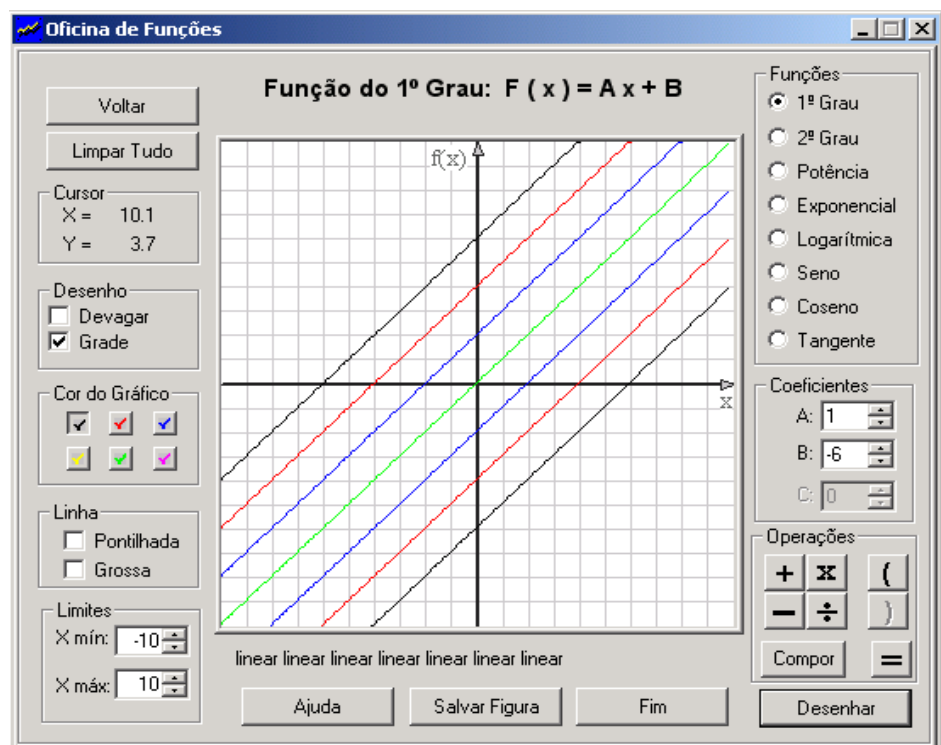 Oficina de Funções
Voltar
Limpar Tudo
Cursor
X = 10.1
Y = 3.7
Desenho
Devagar
Grade
Cor do Gráfico
Linha
Pontilhada
Grossa
Limites
X mín: -10
X máx: 10
Função do 1º Grau: F ( x ) = A x + B
f(x)
x
linear linear linear linear linear linear linear
Ajuda
Salvar Figura
Fim
Funções
1º Grau
2º Grau
Potência
Exponencial
Logarítmica
Seno
Coseno
Tangente
Coeficientes
A: 1
B: -6
C: 0
Operações
+ x (
− ÷ )
Compor =
Desenhar